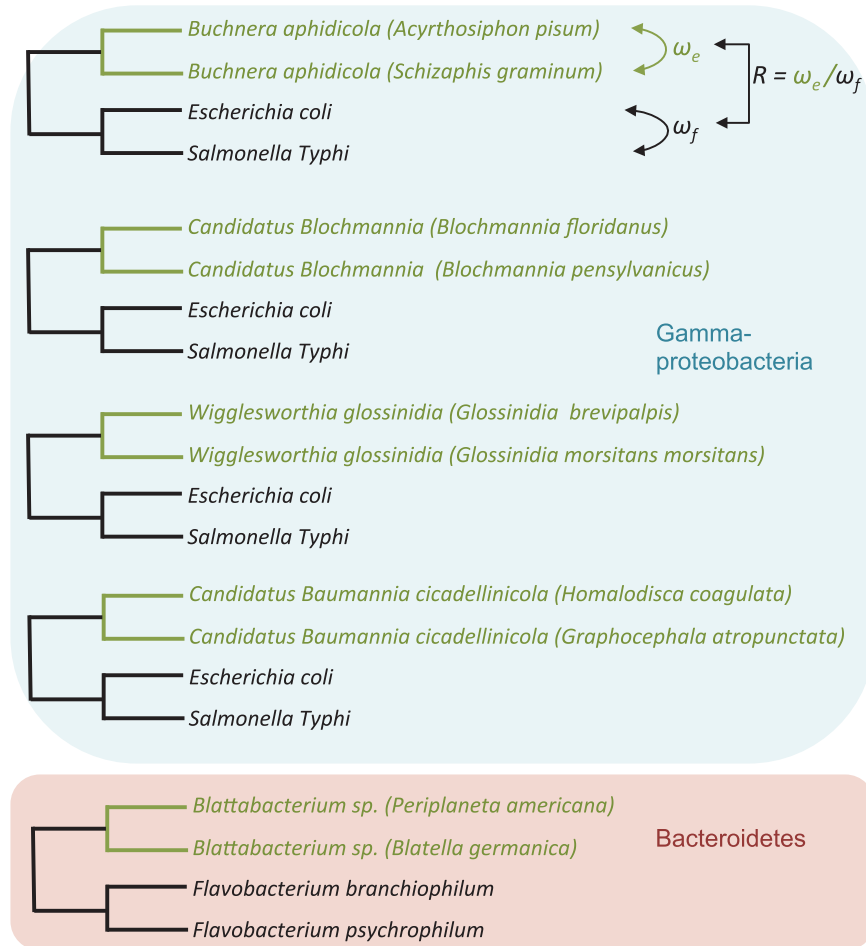 Buchnera aphidicola (Acyrthosiphon pisum)
Buchnera aphidicola (Schizaphis graminum)
Escherichia coli
Salmonella Typhi
ωe
ωf
R = ωe/ωf
Candidatus Blochmannia (Blochmannia floridanus)
Candidatus Blochmannia (Blochmannia pensylvanicus)
Escherichia coli
Salmonella Typhi
Gamma-
proteobacteria
Wigglesworthia glossinidia (Glossinidia brevipalpis)
Wigglesworthia glossinidia (Glossinidia morsitans morsitans)
Escherichia coli
Salmonella Typhi
Candidatus Baumannia cicadellinicola (Homalodisca coagulata)
Candidatus Baumannia cicadellinicola (Graphocephala atropunctata)
Escherichia coli
Salmonella Typhi
Blattabacterium sp. (Periplaneta americana)
Blattabacterium sp. (Blatella germanica)
Bacteroidetes
Flavobacterium branchiophilum
Flavobacterium psychrophilum